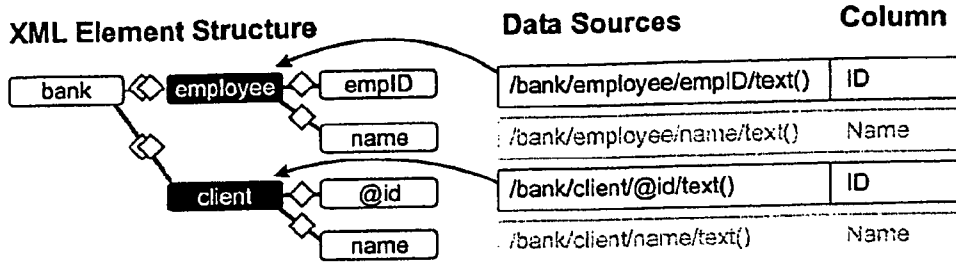 XML Element Structure
Data Sources
Column
bank
employee
empID
name
client
@id
name
/bank/employee/empID/text()
ID
/bank/employee/name/text()
Name
/bank/client/@id/text()
ID
/bank/client/name/text()
Name